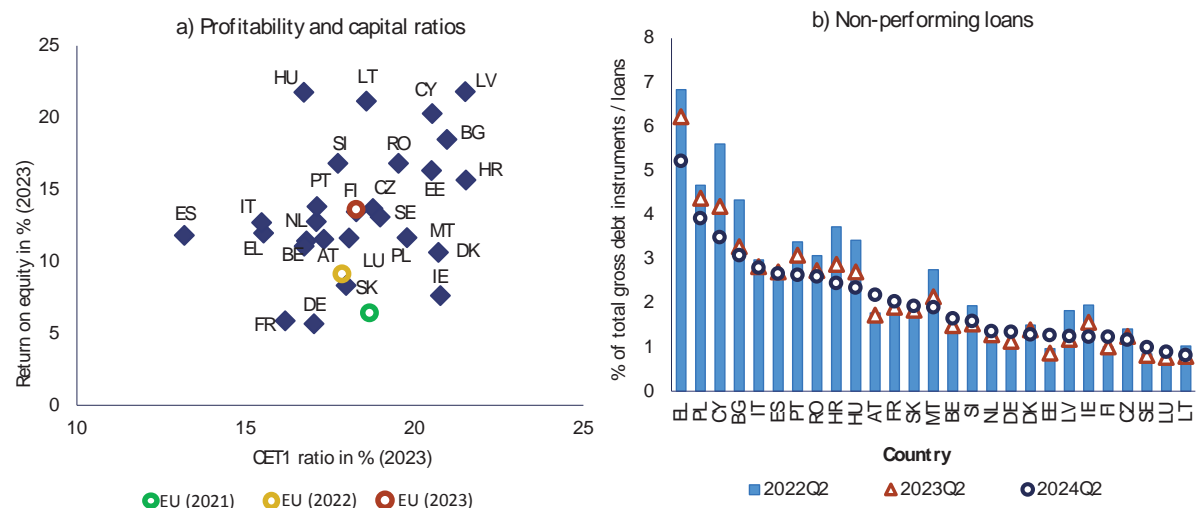 a) Profitability and capital ratios
Return on equity in % (2023)
25
20
15
10
5
0
HU
LT
CY
LV
BG
SI
RO
EE
HR
PT
FI
CZ
ES
IT
NL
SE
MT
EL
BE
AT
LU
PL
DK
SK
IE
FR
DE
10
15
20
25
CET1 ratio in % (2023)
EU (2021) EU (2022) EU (2023)
b) Non-performing loans
% of total gross debt instruments / loans
8
7
6
5
4
3
2
1
0
EL PL CY BG IT ES PT RO HR HU AT FR SK MT BE SI NL DE DK EE LV IE FI CZ SE LU LT
Country
2022Q2 2023Q2 2024Q2